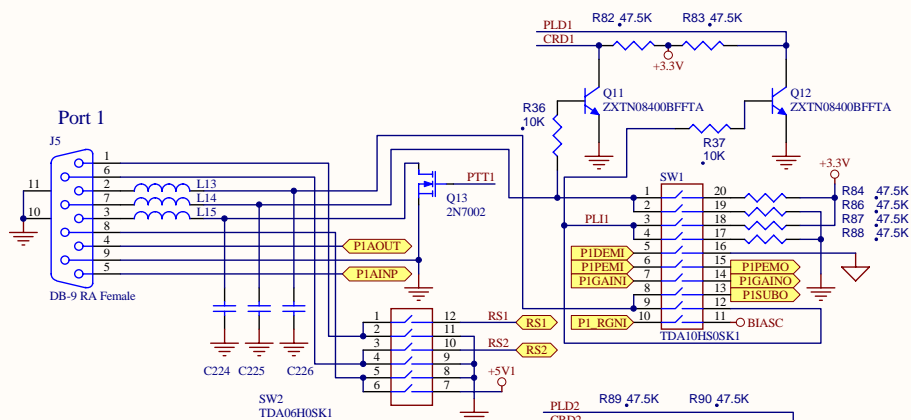 R82 47.5K R83 47.5K
PLD1
CRD1
+3.3V
Q11
ZXTN08400BFFTA
Q12
ZXTN08400BFFTA
R36
10K
R37
10K
Port 1
J5
1
6
2
7
3
8
4
9
5
11
10
DB-9 RA Female
L13
L14
L15
PTT1
Q13
2N7002
P1AOUT
P1AINP
C224 C225 C226
SW1
+3.3V
1 20 R84 47.5K
2 19 R86 47.5K
PLI1 3 18 R87 47.5K
4 17 R88 47.5K
P1DEMI 5 16
P1PEMI 6 15 P1PEMO
P1GAINI 7 14 P1GAINO
8 13 P1SUBO
9 12
P1_RGNI 10 11 BIASC
TDA10HS0SK1
1 12 RS1 RS1
2 11
3 10 RS2 RS2
4 9
5 8 +5V1
6 7
SW2
TDA06H0SK1
PLD2 R89 47.5K R90 47.5K
CRD2